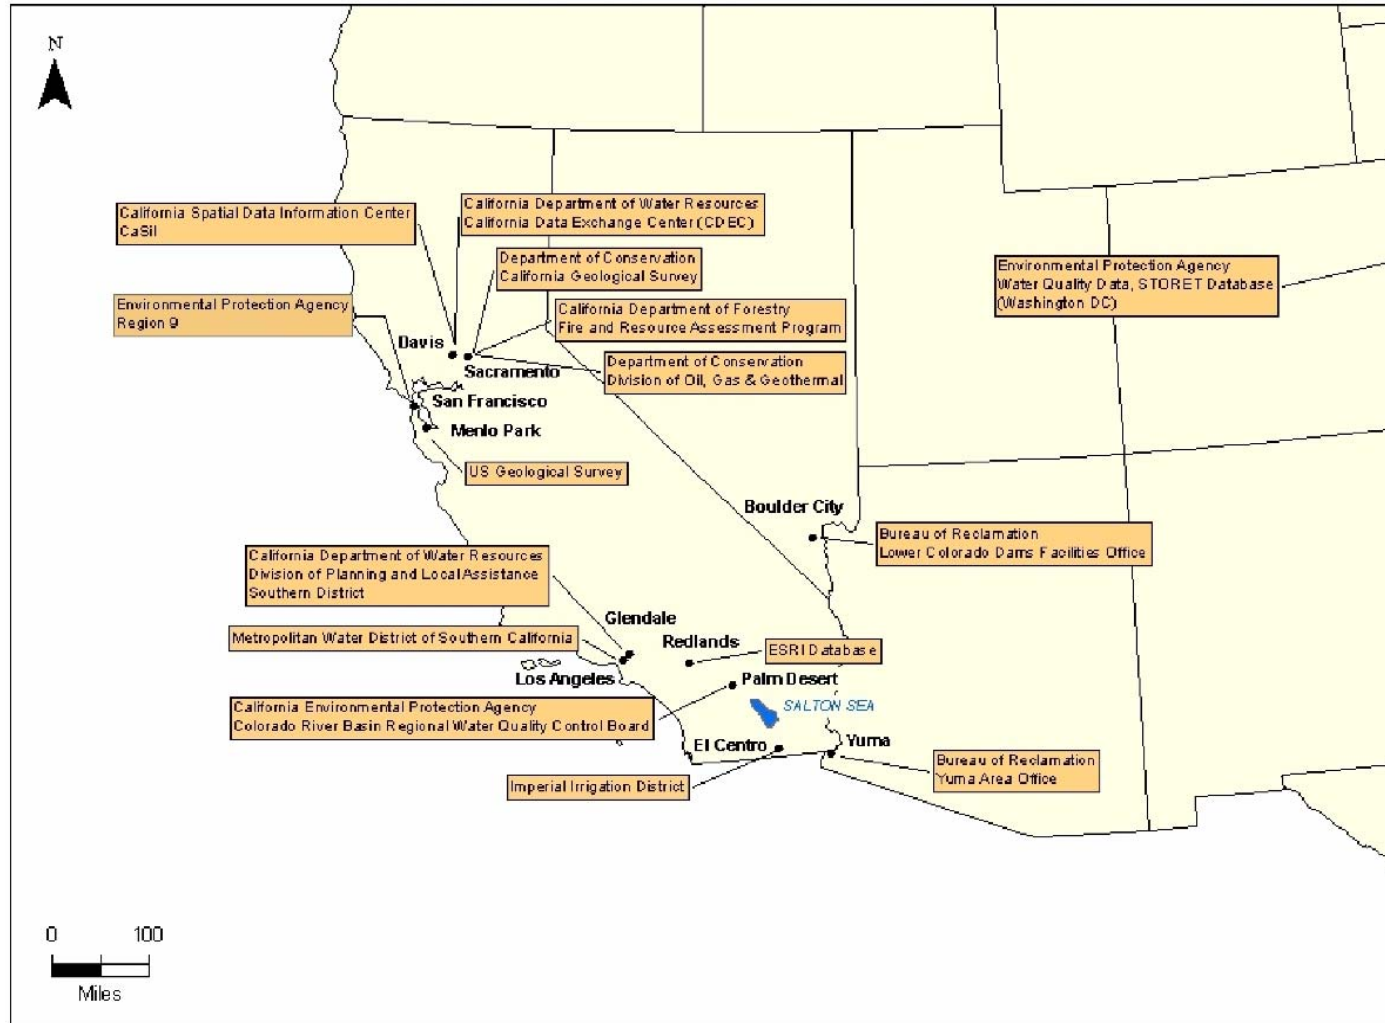 N
California Spatial Data Information Center
CaSil
California Department of Water Resources
California Data Exchange Center (CDEC)
Department of Conservation
California Geological Survey
Environmental Protection Agency
Water Quality Data, STORET Database
(Washington DC)
Environmental Protection Agency
Region 9
California Department of Forestry
Fire and Resource Assessment Program
Davis
Sacramento
Department of Conservation
Division of Oil, Gas & Geothermal
San Francisco
Menlo Park
US Geological Survey
Boulder City
Bureau of Reclamation
Lower Colorado Dams Facilities Office
California Department of Water Resources
Division of Planning and Local Assistance
Southern District
Glendale
Metropolitan Water District of Southern California
Redlands
ESRI Database
Los Angeles
Palm Desert
California Environmental Protection Agency
Colorado River Basin Regional Water Quality Control Board
SALTON SEA
El Centro
Yuma
Imperial Irrigation District
Bureau of Reclamation
Yuma Area Office
0 100
Miles